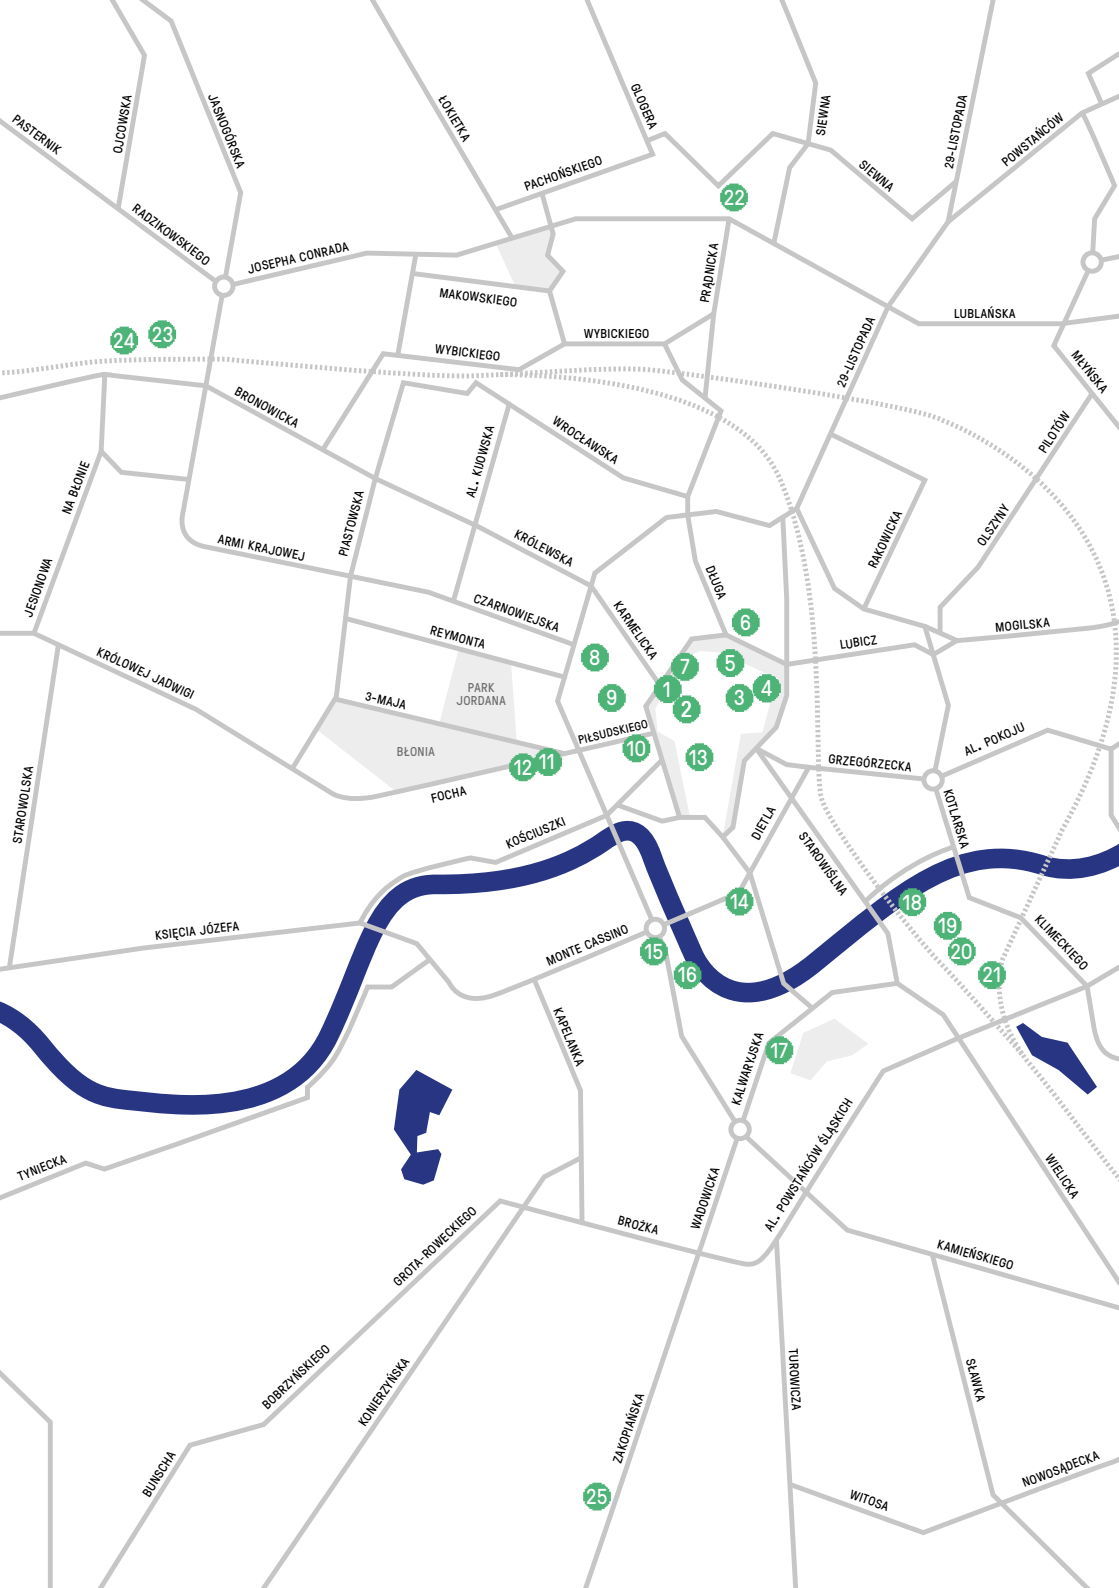 PASTERNIK
OJCOWSKA
JASNOGÓRSKA
ŁOKIETKA
GLOGERA
SIEWNA
29-LISTOPADA
POWSTAŃCÓW
PACHOŃSKIEGO
SIEWNA
22
RADZIKOWSKIEGO
JOSEPHA CONRADA
PRĄDNICKA
MAKOWSKIEGO
LUBLAŃSKA
24
23
WYBICKIEGO
WYBICKIEGO
29-LISTOPADA
MŁYŃSKA
BRONOWICKA
WROCŁAWSKA
PILOTÓW
AL. KIJOWSKA
NA BŁONIE
PIASTOWSKA
ARMI KRAJOWEJ
KRÓLEWSKA
RAKOWICKA
OLSZYNY
JESIONOWA
CZARNOWIEJSKA
DŁUGA
KARMELICKA
REYMONTA
6
LUBICZ
MOGILSKA
KRÓLOWEJ JADWIGI
8
7
5
PARK
JORDANA
9
1
2
3
4
3-MAJA
PIŁSUDSKIEGO
BŁONIA
10
13
12
11
GRZEGÓRZECKA
AL. POKOJU
FOCHA
STAROWOLSKA
KOŚCIUSZKI
DIETLA
STAROWIŚLNA
KOTLARSKA
14
18
KSIĘCIA JÓZEFA
MONTE CASSINO
15
16
19
20
21
KLIMECKIEGO
KAPELANKA
KALWARYJSKA
17
TYNIECKA
AL. POWSTAŃCÓW ŚLĄSKICH
WIELICKA
WADOWICKA
GROTA-ROWECKIEGO
BROŻKA
KAMIEŃSKIEGO
BOBRZYŃSKIEGO
KONIERZYŃSKA
TUROWICZA
SŁAWKA
ZAKOPIAŃSKA
BUNSCHA
25
WITOSA
NOWOSĄDECKA